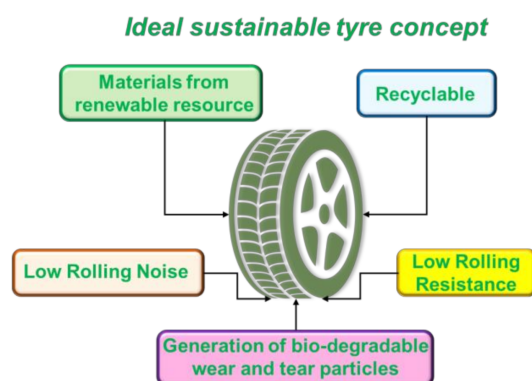 Ideal sustainable tyre concept
Materials from
renewable resource
Recyclable
Low Rolling Noise
Low Rolling
Resistance
Generation of bio-degradable
wear and tear particles